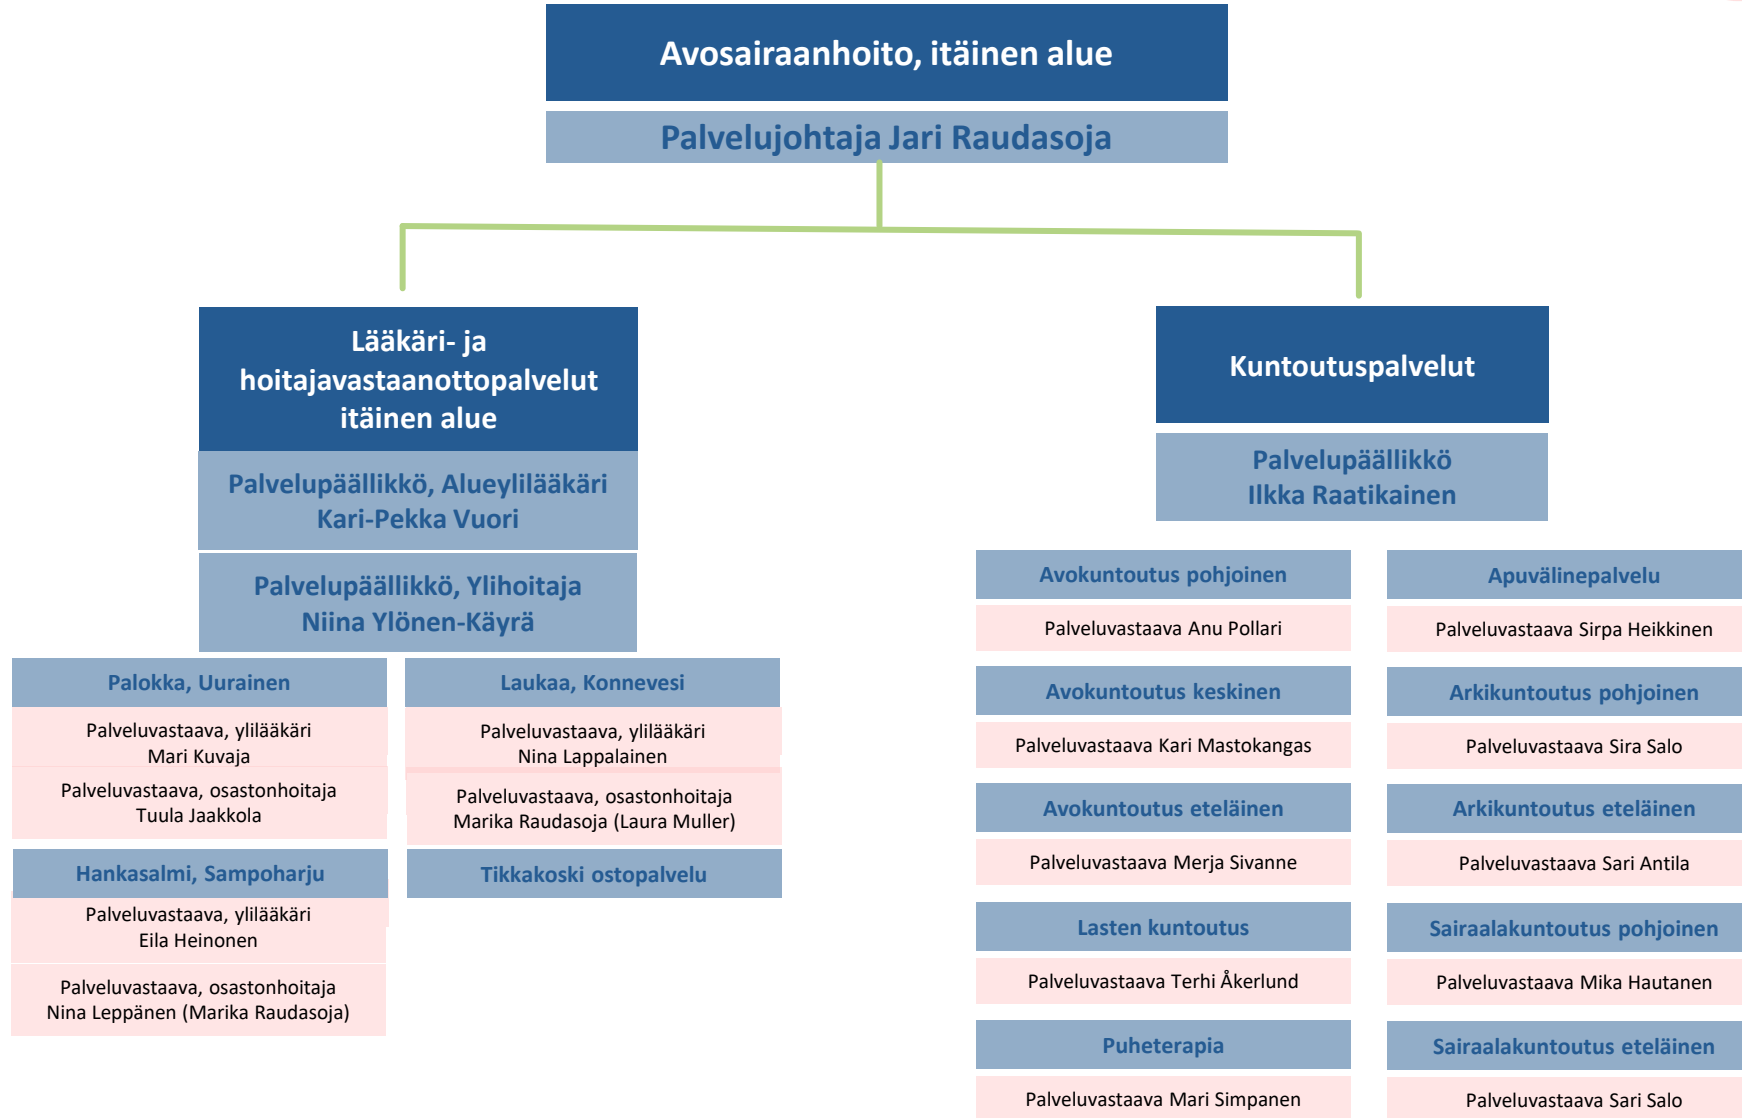 Avosairaanhoito, itäinen alue
Palvelujohtaja Jari Raudasoja
Lääkäri- ja
hoitajavastaanottopalvelut
itäinen alue
Palvelupäällikkö, Alueylilääkäri
Kari-Pekka Vuori
Palvelupäällikkö, Ylihoitaja
Niina Ylönen-Käyrä
Palokka, Uurainen
Palveluvastaava, ylilääkäri
Mari Kuvaja
Palveluvastaava, osastonhoitaja
Tuula Jaakkola
Hankasalmi, Sampoharju
Palveluvastaava, ylilääkäri
Eila Heinonen
Palveluvastaava, osastonhoitaja
Nina Leppänen (Marika Raudasoja)
Laukaa, Konnevesi
Palveluvastaava, ylilääkäri
Nina Lappalainen
Palveluvastaava, osastonhoitaja
Marika Raudasoja (Laura Muller)
Tikkakoski ostopalvelu
Kuntoutuspalvelut
Palvelupäällikkö
Ilkka Raatikainen
Avokuntoutus pohjoinen
Palveluvastaava Anu Pollari
Avokuntoutus keskinen
Palveluvastaava Kari Mastokangas
Avokuntoutus eteläinen
Palveluvastaava Merja Sivanne
Lasten kuntoutus
Palveluvastaava Terhi Åkerlund
Puheterapia
Palveluvastaava Mari Simpanen
Apuvälinepalvelu
Palveluvastaava Sirpa Heikkinen
Arkikuntoutus pohjoinen
Palveluvastaava Sira Salo
Arkikuntoutus eteläinen
Palveluvastaava Sari Antila
Sairaalakuntoutus pohjoinen
Palveluvastaava Mika Hautanen
Sairaalakuntoutus eteläinen
Palveluvastaava Sari Salo